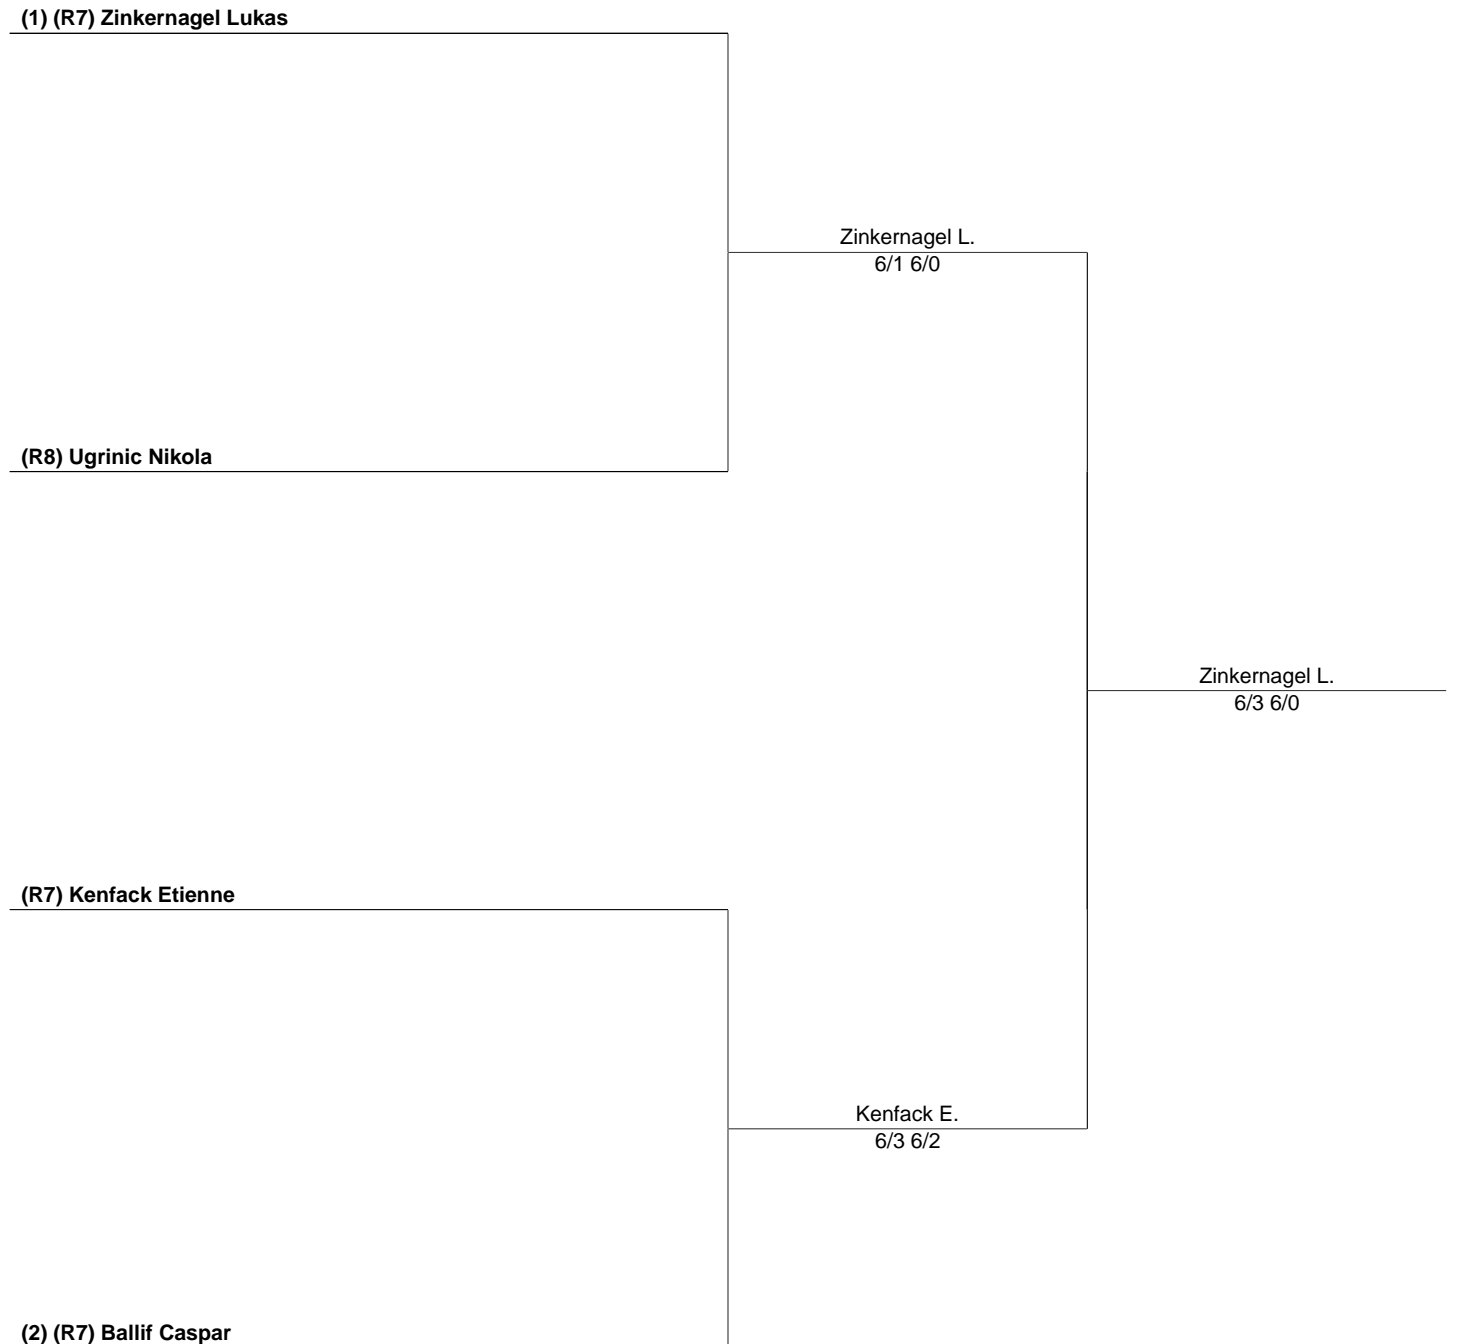 (1) (R7) Zinkernagel Lukas
Zinkernagel L.
6/1 6/0
(R8) Ugrinic Nikola
Zinkernagel L.
6/3 6/0
(R7) Kenfack Etienne
Kenfack E.
6/3 6/2
(2) (R7) Ballif Caspar